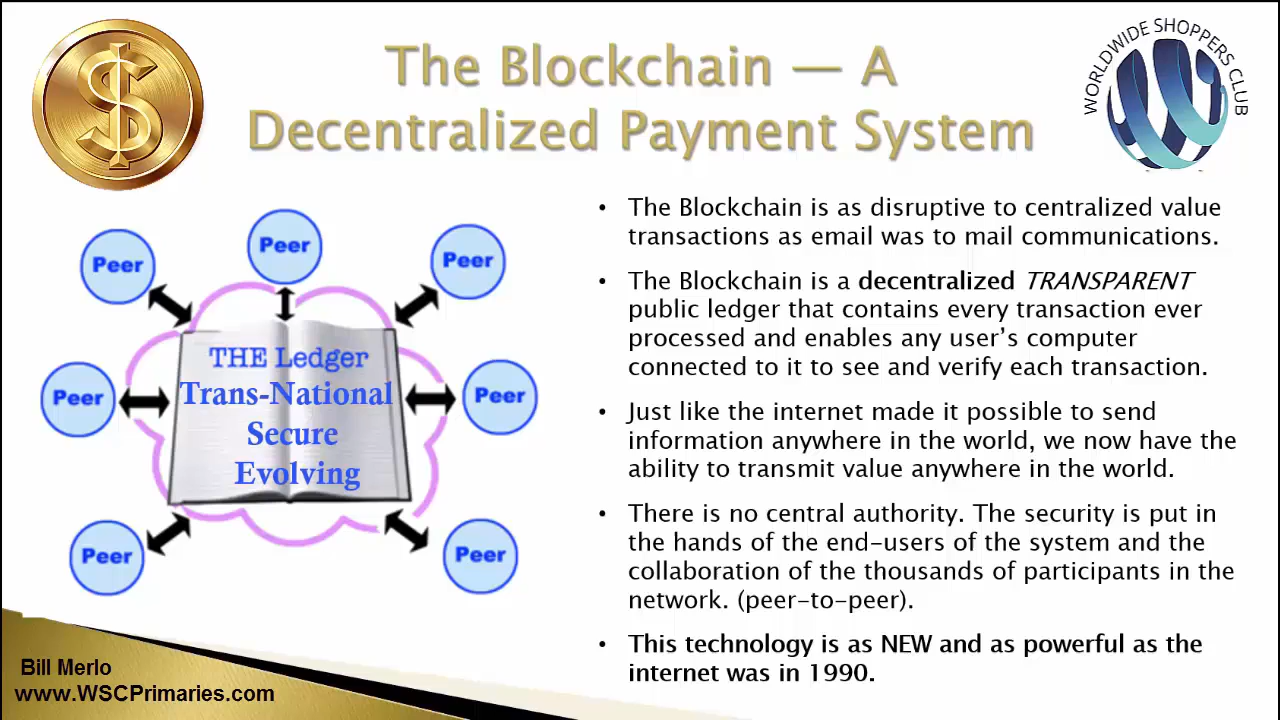 The Blockchain — A
Decentralized Payment System
WORLDWIDE SHOPPERS CLUB
$
Peer
Peer
Peer
Peer
Peer
Peer
Peer
THE Ledger
Trans-National
Secure
Evolving
• The Blockchain is as disruptive to centralized value
transactions as email was to mail communications.
• The Blockchain is a decentralized TRANSPARENT
public ledger that contains every transaction ever
processed and enables any user’s computer
connected to it to see and verify each transaction.
• Just like the internet made it possible to send
information anywhere in the world, we now have the
ability to transmit value anywhere in the world.
• There is no central authority. The security is put in
the hands of the end-users of the system and the
collaboration of the thousands of participants in the
network. (peer-to-peer).
• This technology is as NEW and as powerful as the
internet was in 1990.
Bill Merlo
www.WSCPrimaries.com